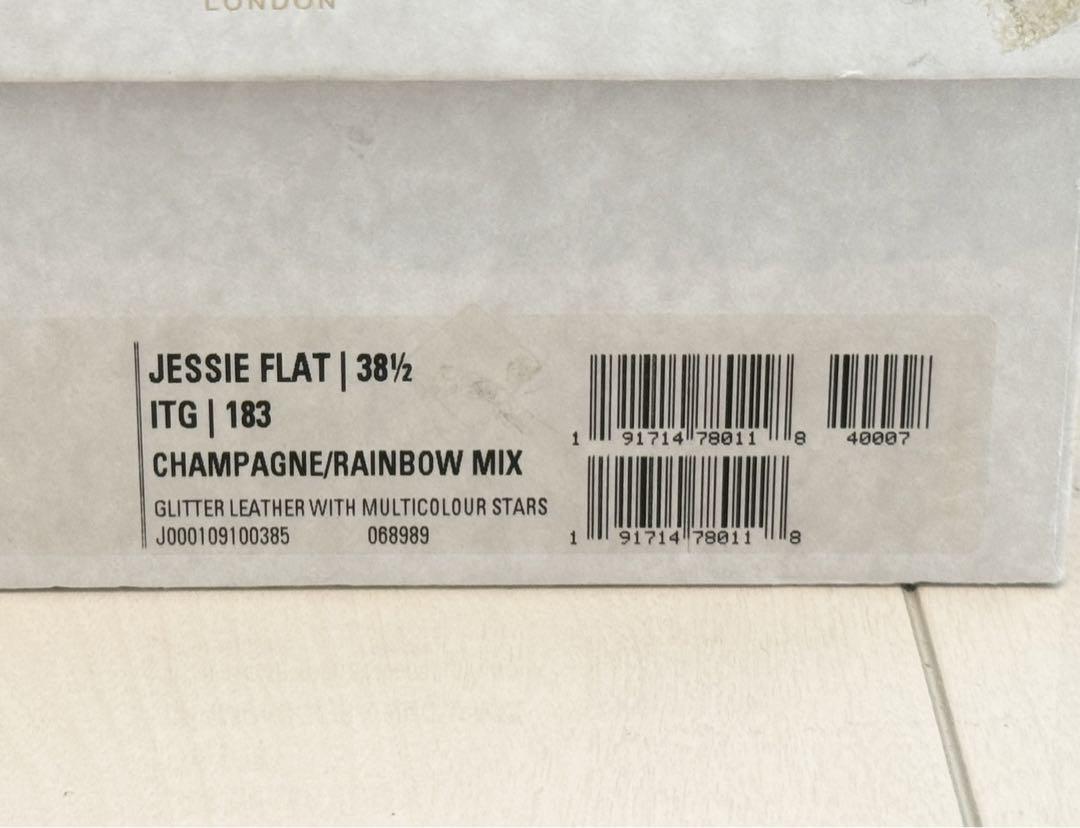 LONDON
JESSIE FLAT | 38½
ITG | 183
CHAMPAGNE/RAINBOW MIX
GLITTER LEATHER WITH MULTICOLOUR STARS
J000109100385 068989
1 91714 78011 8 40007
1 91714 78011 8